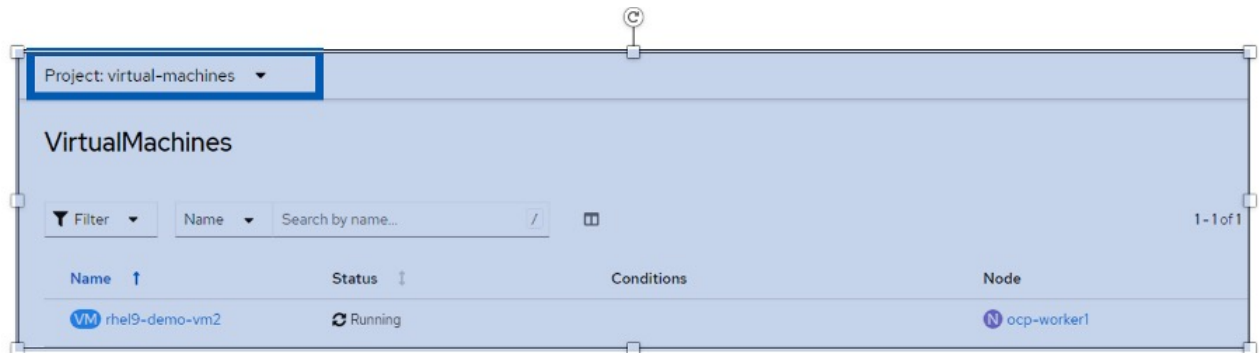 Project: virtual-machines
VirtualMachines
Filter Name Search by name... / 1-1 of 1
Name Status Conditions Node
VM rhel9-demo-vm2 Running N ocp-worker1